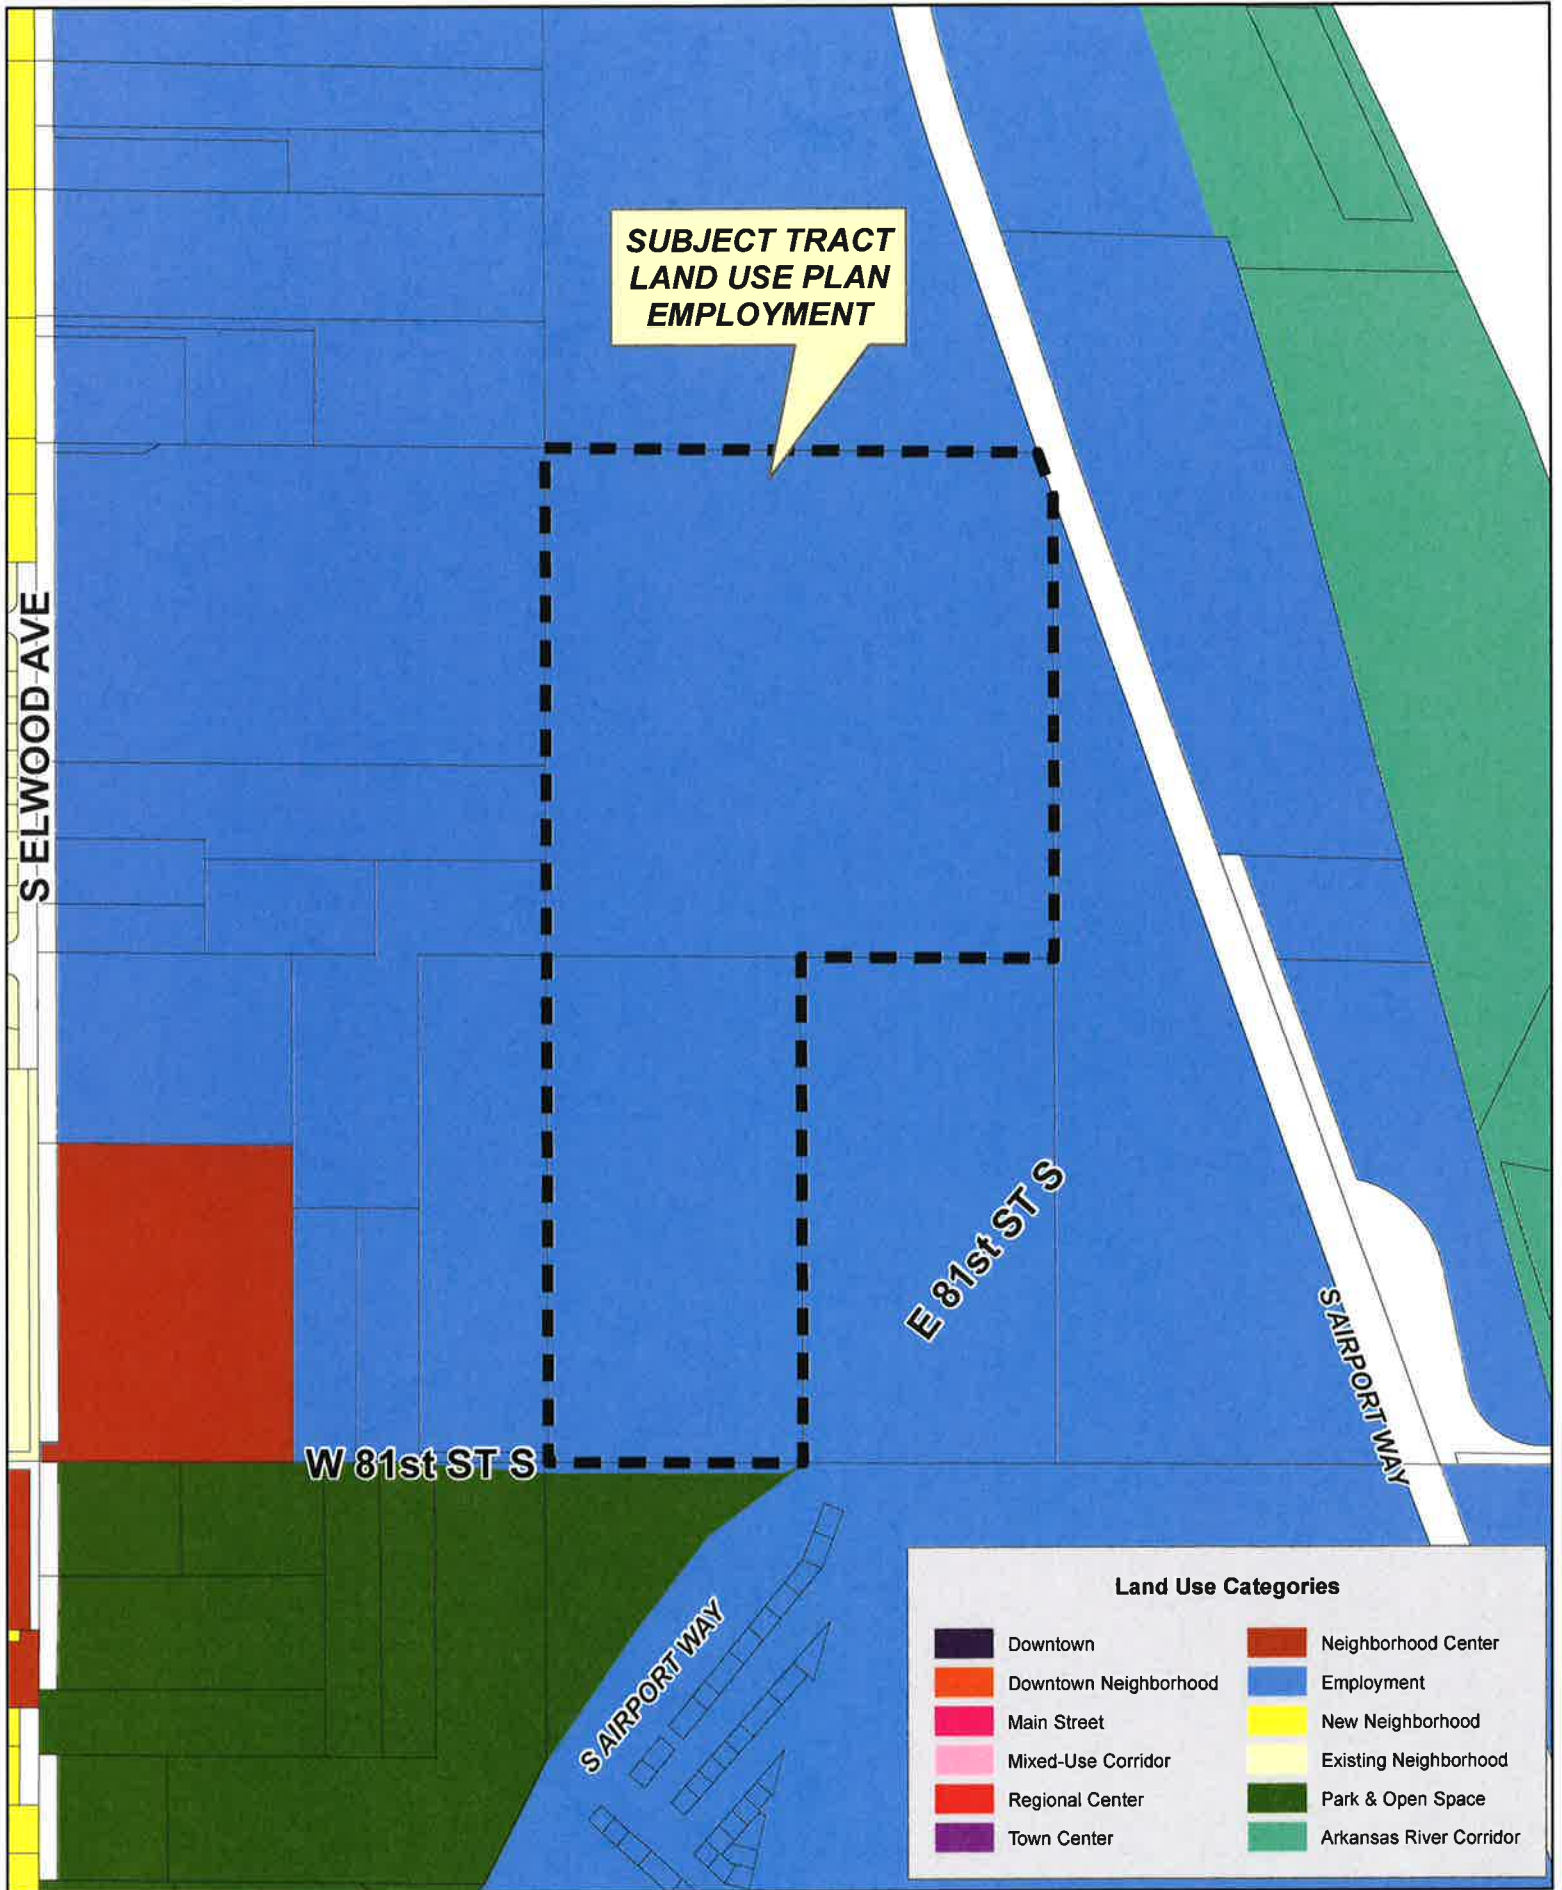 SUBJECT TRACT
LAND USE PLAN
EMPLOYMENT
S ELWOOD AVE
E 81st ST S
S AIRPORT WAY
W 81st ST S
S AIRPORT WAY
Land Use Categories
Downtown
Downtown Neighborhood
Main Street
Mixed-Use Corridor
Regional Center
Town Center
Neighborhood Center
Employment
New Neighborhood
Existing Neighborhood
Park & Open Space
Arkansas River Corridor